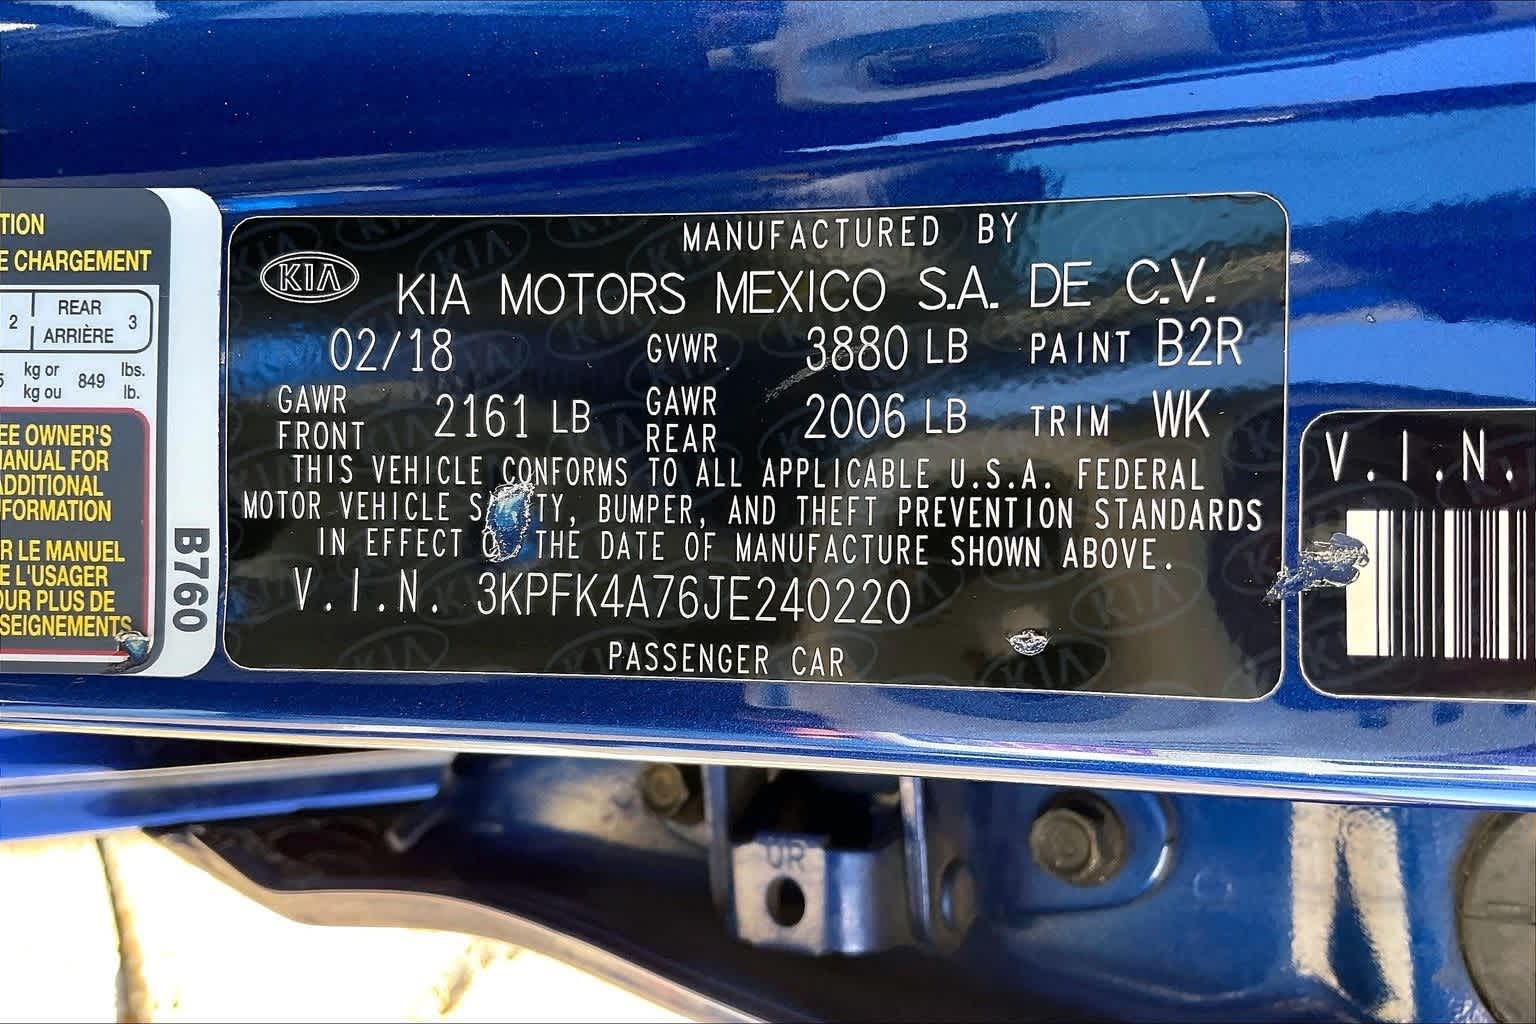 TION
E CHARGEMENT
2 REAR ARRIÈRE 3
kg or kg ou 849 lbs. lb.
EE OWNER'S
ANUAL FOR
ADDITIONAL
FORMATION
R LE MANUEL
E L'USAGER
OUR PLUS DE
SEIGNEMENTS
B760
MANUFACTURED BY
KIA KIA MOTORS MEXICO S.A. DE C.V.
02/18 GVWR 3880 LB PAINT B2R
GAWR FRONT 2161 LB GAWR REAR 2006 LB TRIM WK
THIS VEHICLE CONFORMS TO ALL APPLICABLE U.S.A. FEDERAL
MOTOR VEHICLE S TY, BUMPER, AND THEFT PREVENTION STANDARDS
IN EFFECT O THE DATE OF MANUFACTURE SHOWN ABOVE.
V.I.N. 3KPFK4A76JE240220
PASSENGER CAR
V.I.N.
UR